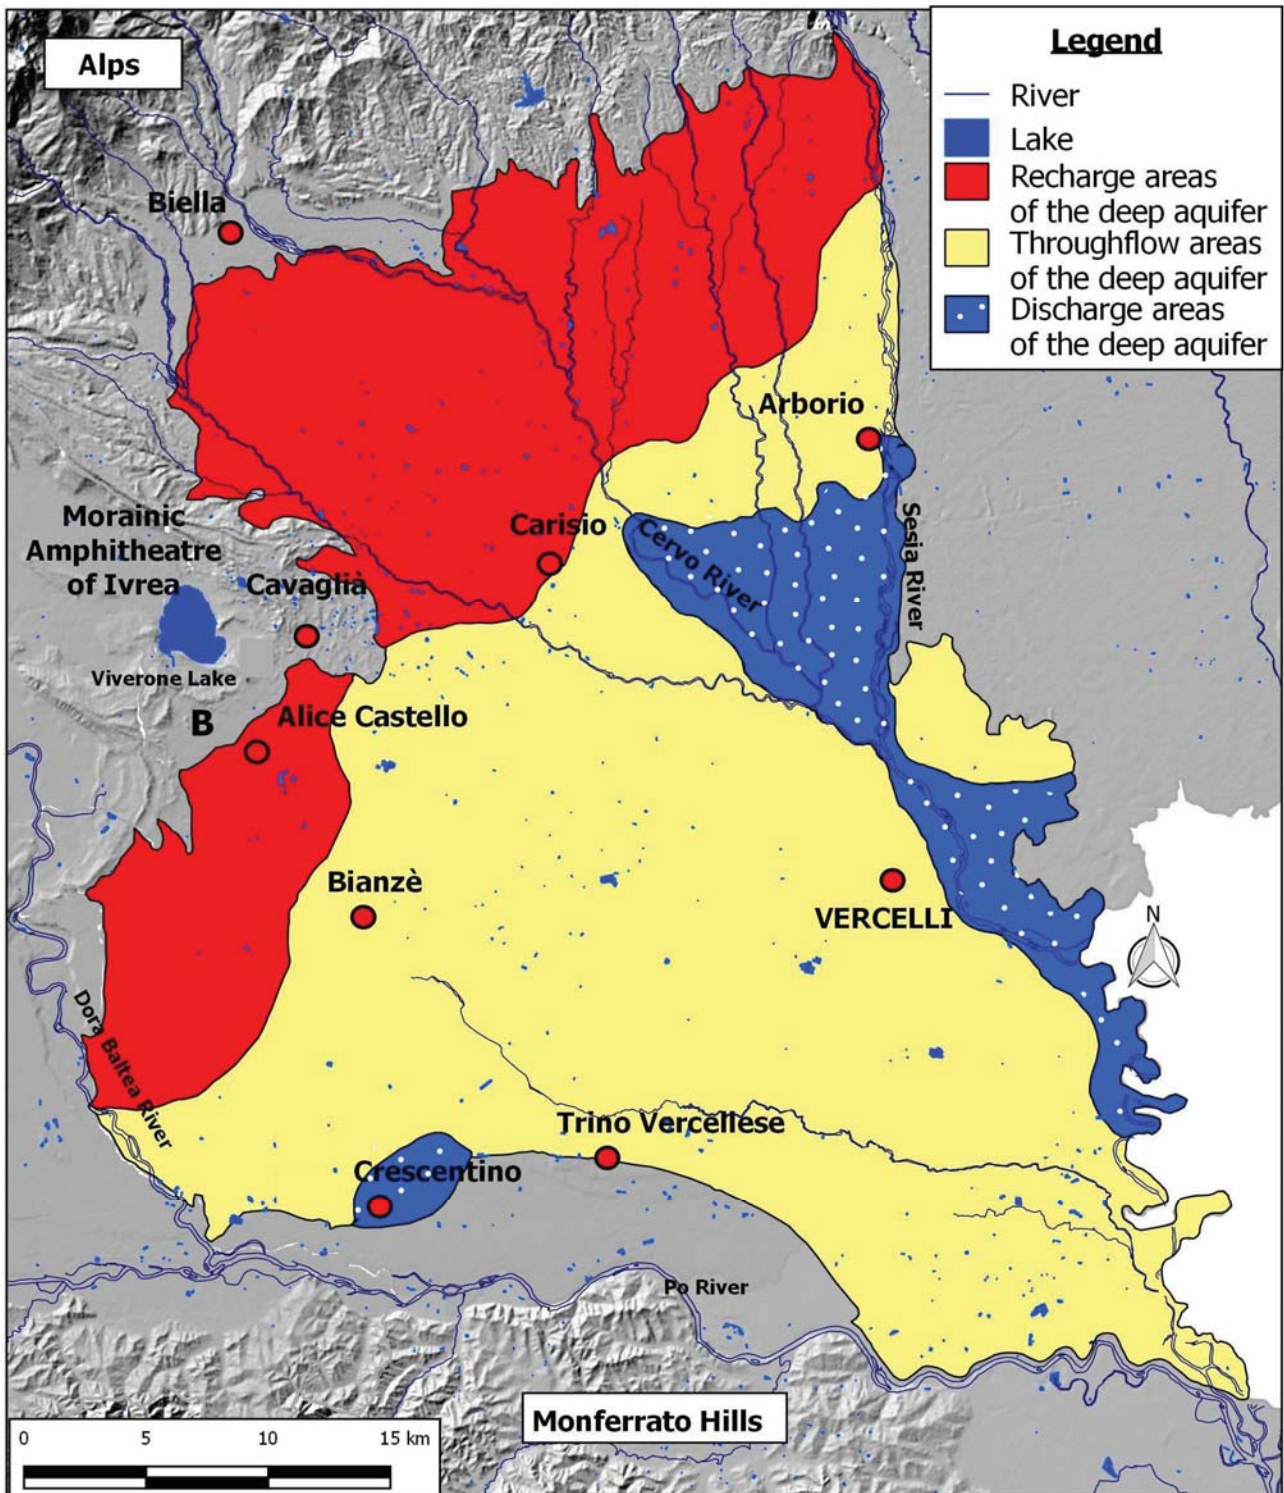 Alps
Legend
River
Lake
Recharge areas
of the deep aquifer
Throughflow areas
of the deep aquifer
Discharge areas
of the deep aquifer
Biella
Arborio
Morainic
Amphitheatre
of Ivrea
Carisio
Cervo River
Sesia River
Cavaglià
Viverone Lake
B
Alice Castello
Bianzè
VERCELLI
N
Dora Baltea River
Trino Vercellese
Crescentino
Po River
Monferrato Hills
0 5 10 15 km